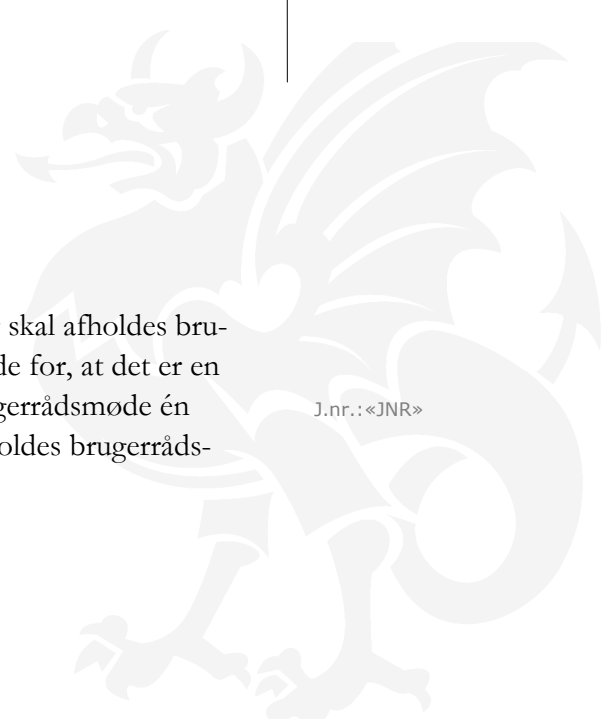 skal afholdes bru-
de for, at det er en
gerrådsmøde én
oldes brugerråds-
J.nr.:«JNR»